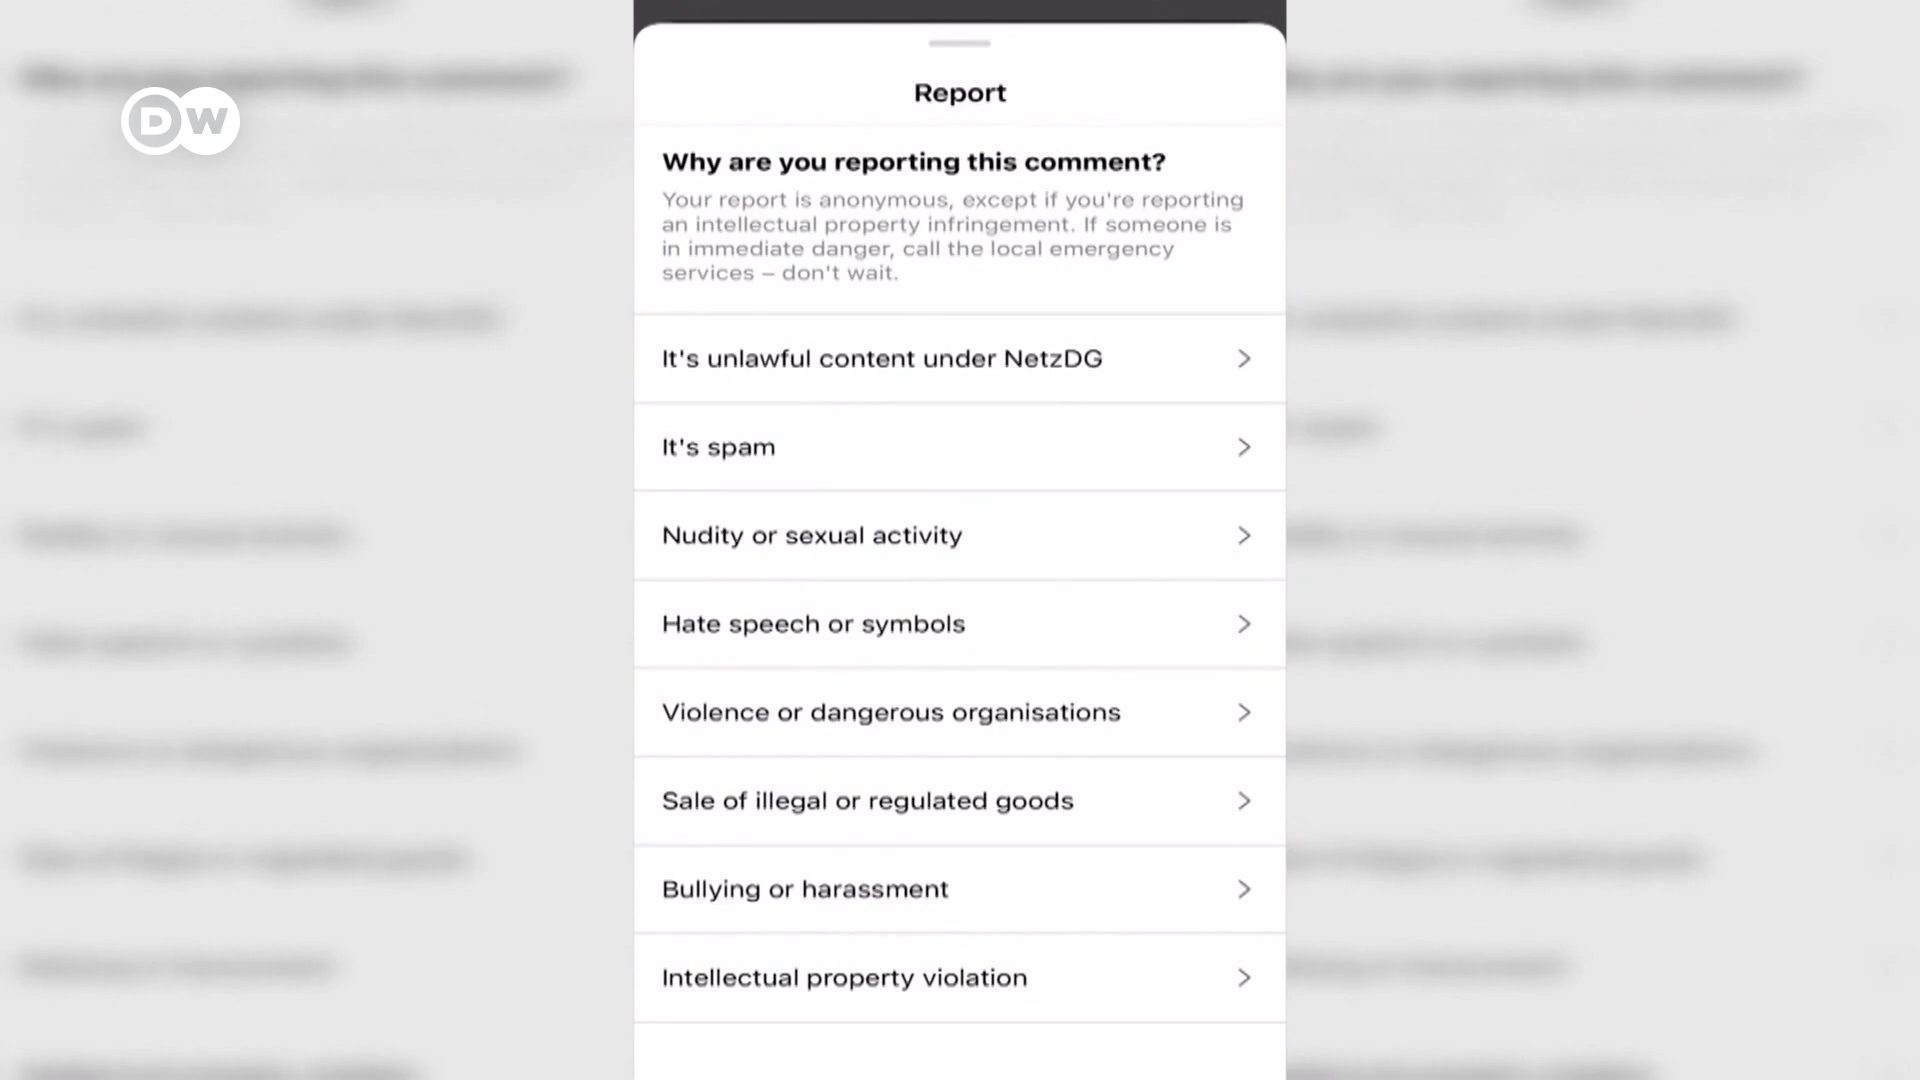 DW
Report
Why are you reporting this comment?
Your report is anonymous, except if you're reporting
an intellectual property infringement. If someone is
in immediate danger, call the local emergency
services – don't wait.
It's unlawful content under NetzDG
It's spam
Nudity or sexual activity
Hate speech or symbols
Violence or dangerous organisations
Sale of illegal or regulated goods
Bullying or harassment
Intellectual property violation